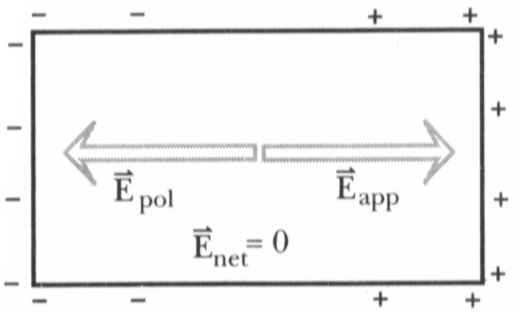 − − + +
− +
− +
E⃗pol E⃗app
− +
E⃗net = 0
− +
− − + +